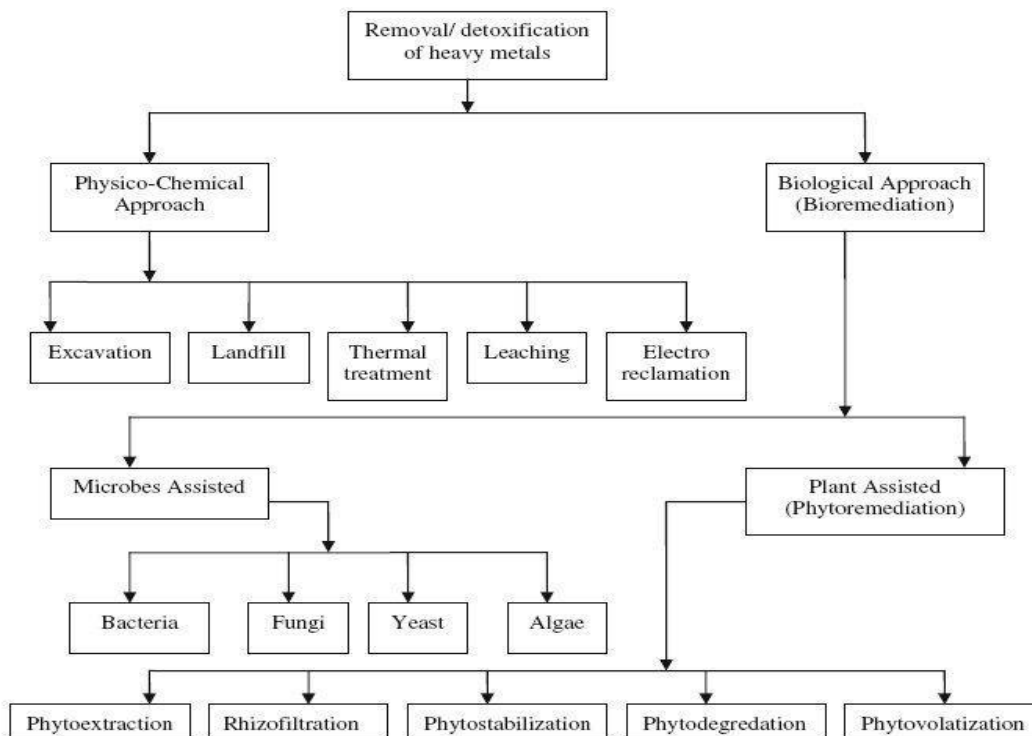 Removal/ detoxification
of heavy metals
Physico-Chemical
Approach
Biological Approach
(Bioremediation)
Excavation
Landfill
Thermal
treatment
Leaching
Electro
reclamation
Microbes Assisted
Plant Assisted
(Phytoremediation)
Bacteria
Fungi
Yeast
Algae
Phytoextraction
Rhizofiltration
Phytostabilization
Phytodegredation
Phytovolatization